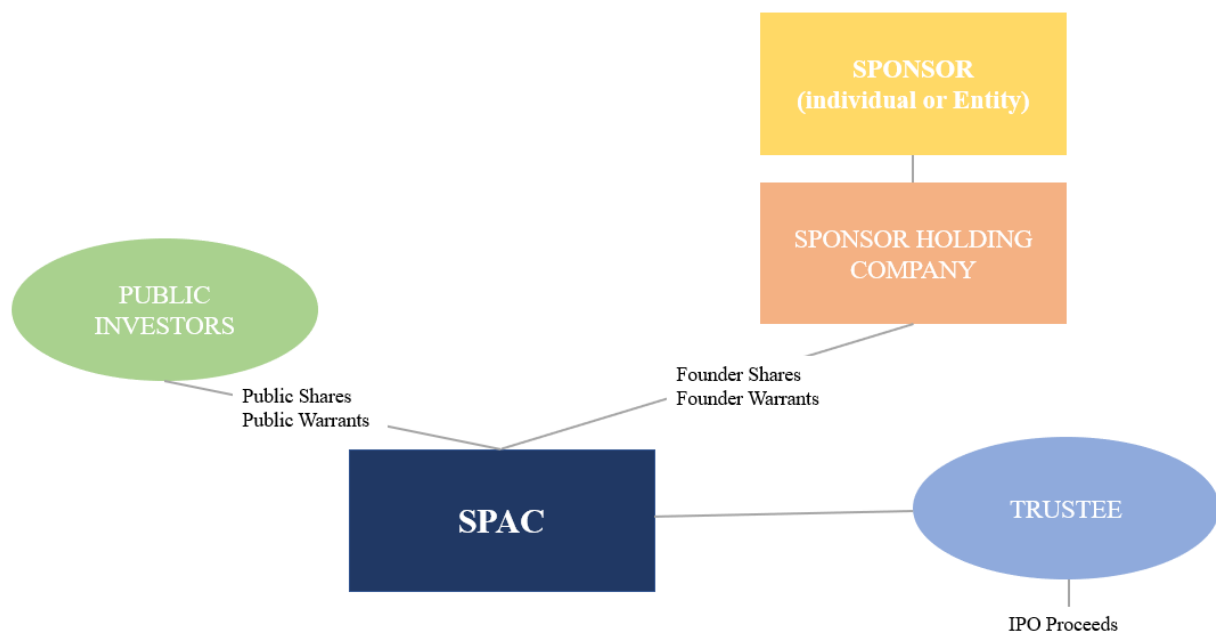 SPONSOR
(individual or Entity)
SPONSOR HOLDING
COMPANY
PUBLIC
INVESTORS
Public Shares
Public Warrants
Founder Shares
Founder Warrants
SPAC
TRUSTEE
IPO Proceeds